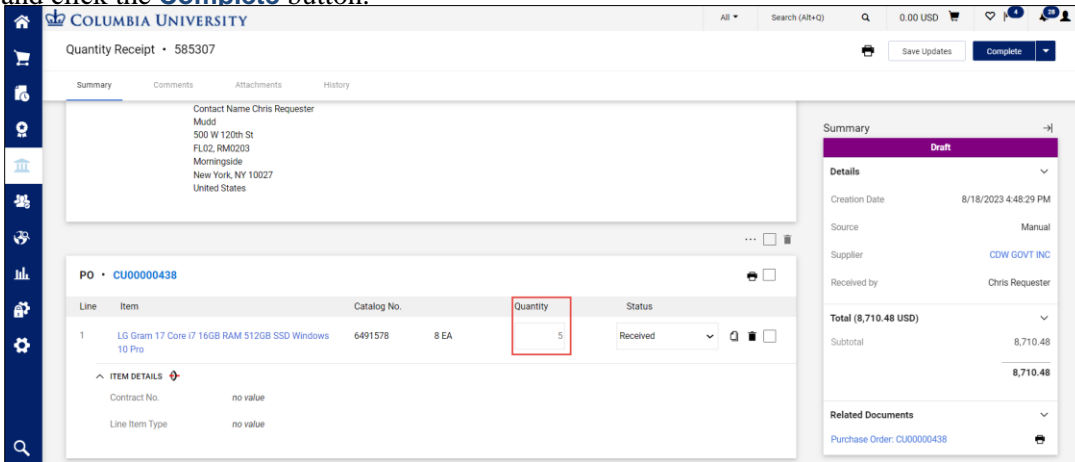 and click the Complete button.
COLUMBIA UNIVERSITY
All
Search (Alt+Q)
0.00 USD
4
28
Quantity Receipt • 585307
Save Updates
Complete
Summary
Comments
Attachments
History
Contact Name Chris Requester
Mudd
500 W 120th St
FL02, RM0203
Morningside
New York, NY 10027
United States
...
PO • CU00000438
Line
Item
Catalog No.
Quantity
Status
1
LG Gram 17 Core i7 16GB RAM 512GB SSD Windows
10 Pro
6491578
8 EA
5
Received
ITEM DETAILS
Contract No.
no value
Line Item Type
no value
Summary
Draft
Details
Creation Date
8/18/2023 4:48:29 PM
Source
Manual
Supplier
CDW GOVT INC
Received by
Chris Requester
Total (8,710.48 USD)
Subtotal
8,710.48
8,710.48
Related Documents
Purchase Order: CU00000438